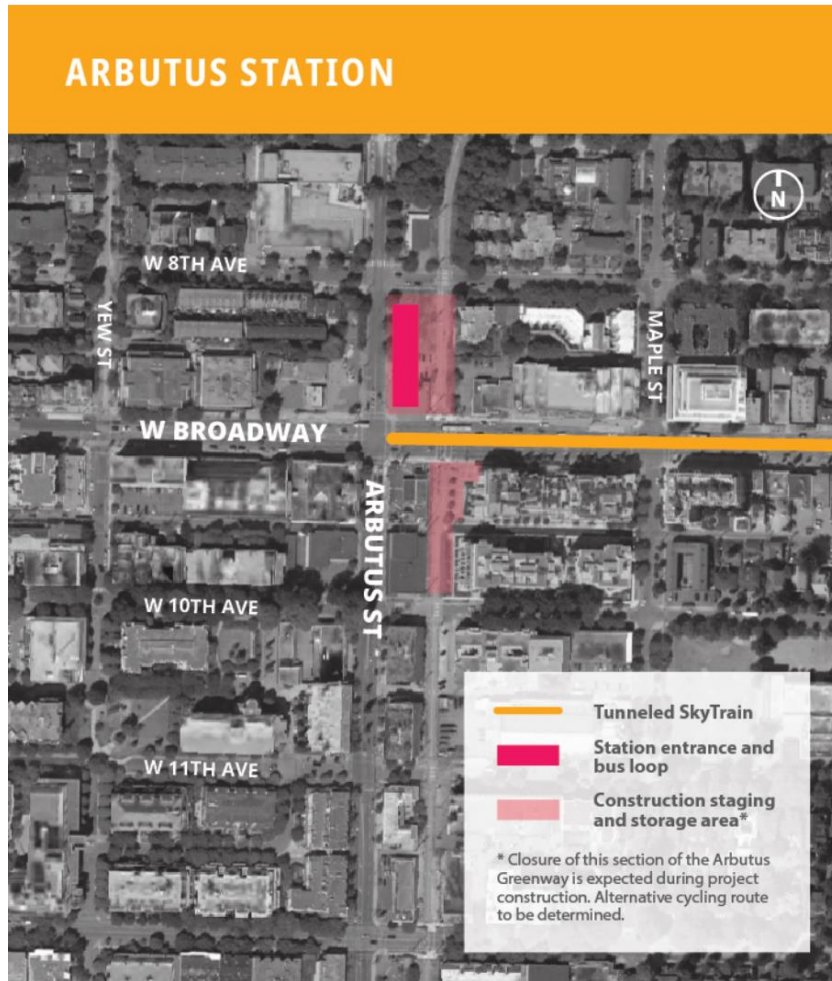 ARBUTUS STATION
N
W 8TH AVE
YEW ST
MAPLE ST
W BROADWAY
ARBUTUS ST
W 10TH AVE
W 11TH AVE
Tunneled SkyTrain
Station entrance and
bus loop
Construction staging
and storage area*
* Closure of this section of the Arbutus
Greenway is expected during project
construction. Alternative cycling route
to be determined.